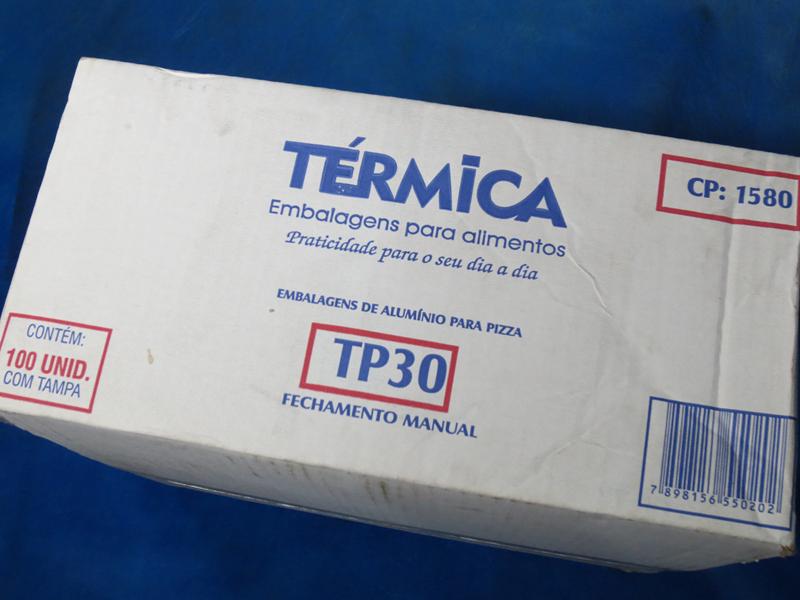 TÉRMICA
Embalagens para alimentos
Praticidade para o seu dia a dia
CP: 1580
EMBALAGENS DE ALUMÍNIO PARA PIZZA
TP30
FECHAMENTO MANUAL
CONTÉM:
100 UNID.
COM TAMPA
7 898156 550202